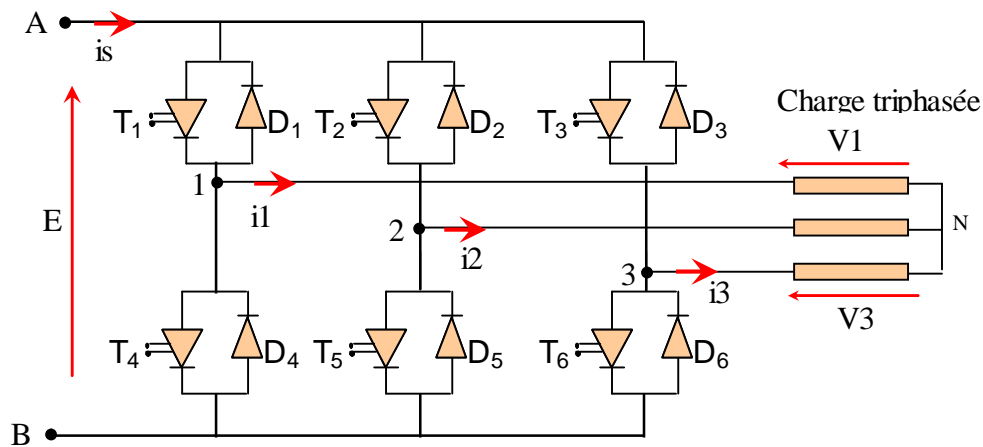 A
is
T1
D1
T2
D2
T3
D3
Charge triphasée
V1
1
i1
E
2
i2
N
3
i3
V3
T4
D4
T5
D5
T6
D6
B